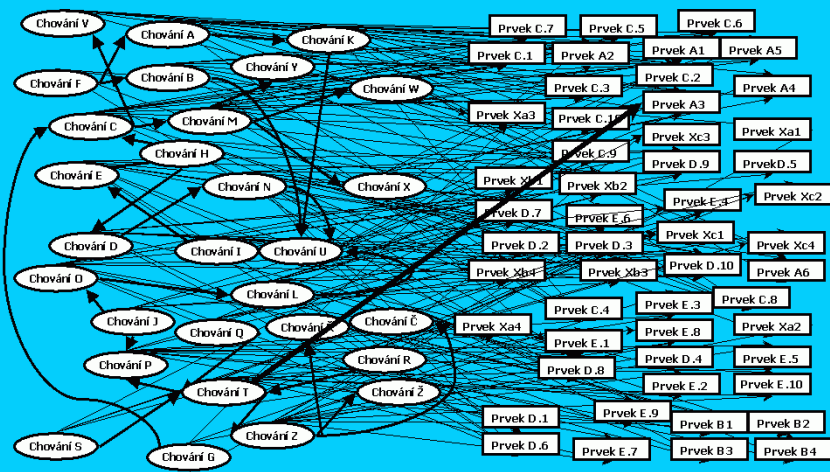 Chování V
Chování A
Chování K
Chování Y
Chování F
Chování B
Chování W
Chování C
Chování M
Chování H
Chování E
Chování N
Chování X
Chování D
Chování I
Chování U
Chování O
Chování L
Chování J
Chování Q
Chování
Chování Č
Chování P
Chování R
Chování T
Chování Ž
Chování S
Chování G
Chování Z
Prvek C.7
Prvek C.5
Prvek C.6
Prvek C.1
Prvek A2
Prvek A1
Prvek A5
Prvek C.3
Prvek C.2
Prvek A4
Prvek Xa3
Prvek A3
Prvek Xc3
Prvek Xa1
Prvek C.9
Prvek D.9
PrvekD.5
Prvek Xb1
Prvek Xb2
Prvek E.4
Prvek Xc2
Prvek D.7
Prvek E.6
Prvek Xc1
Prvek D.2
Prvek D.3
Prvek Xc4
Prvek Xb4
Prvek Xb3
Prvek D.10
Prvek A6
Prvek C.4
Prvek E.3
Prvek C.8
Prvek Xa4
Prvek E.1
Prvek E.8
Prvek Xa2
Prvek D.8
Prvek D.4
Prvek E.5
Prvek E.2
Prvek E.10
Prvek D.1
Prvek E.9
Prvek B1
Prvek B2
Prvek D.6
Prvek E.7
Prvek B3
Prvek B4